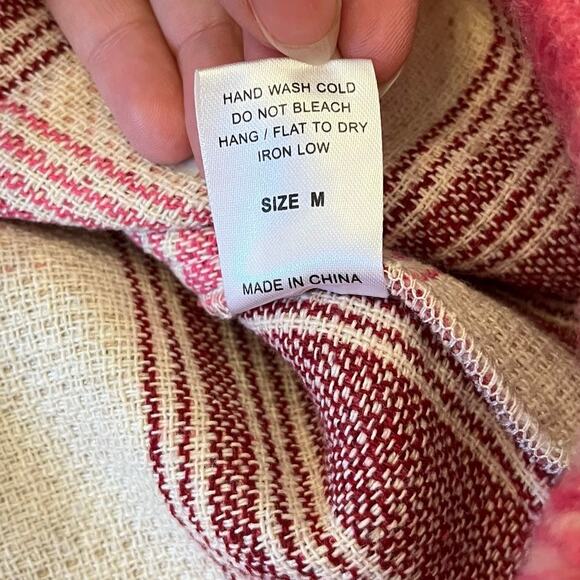 HAND WASH COLD
DO NOT BLEACH
HANG / FLAT TO DRY
IRON LOW
SIZE M
MADE IN CHINA